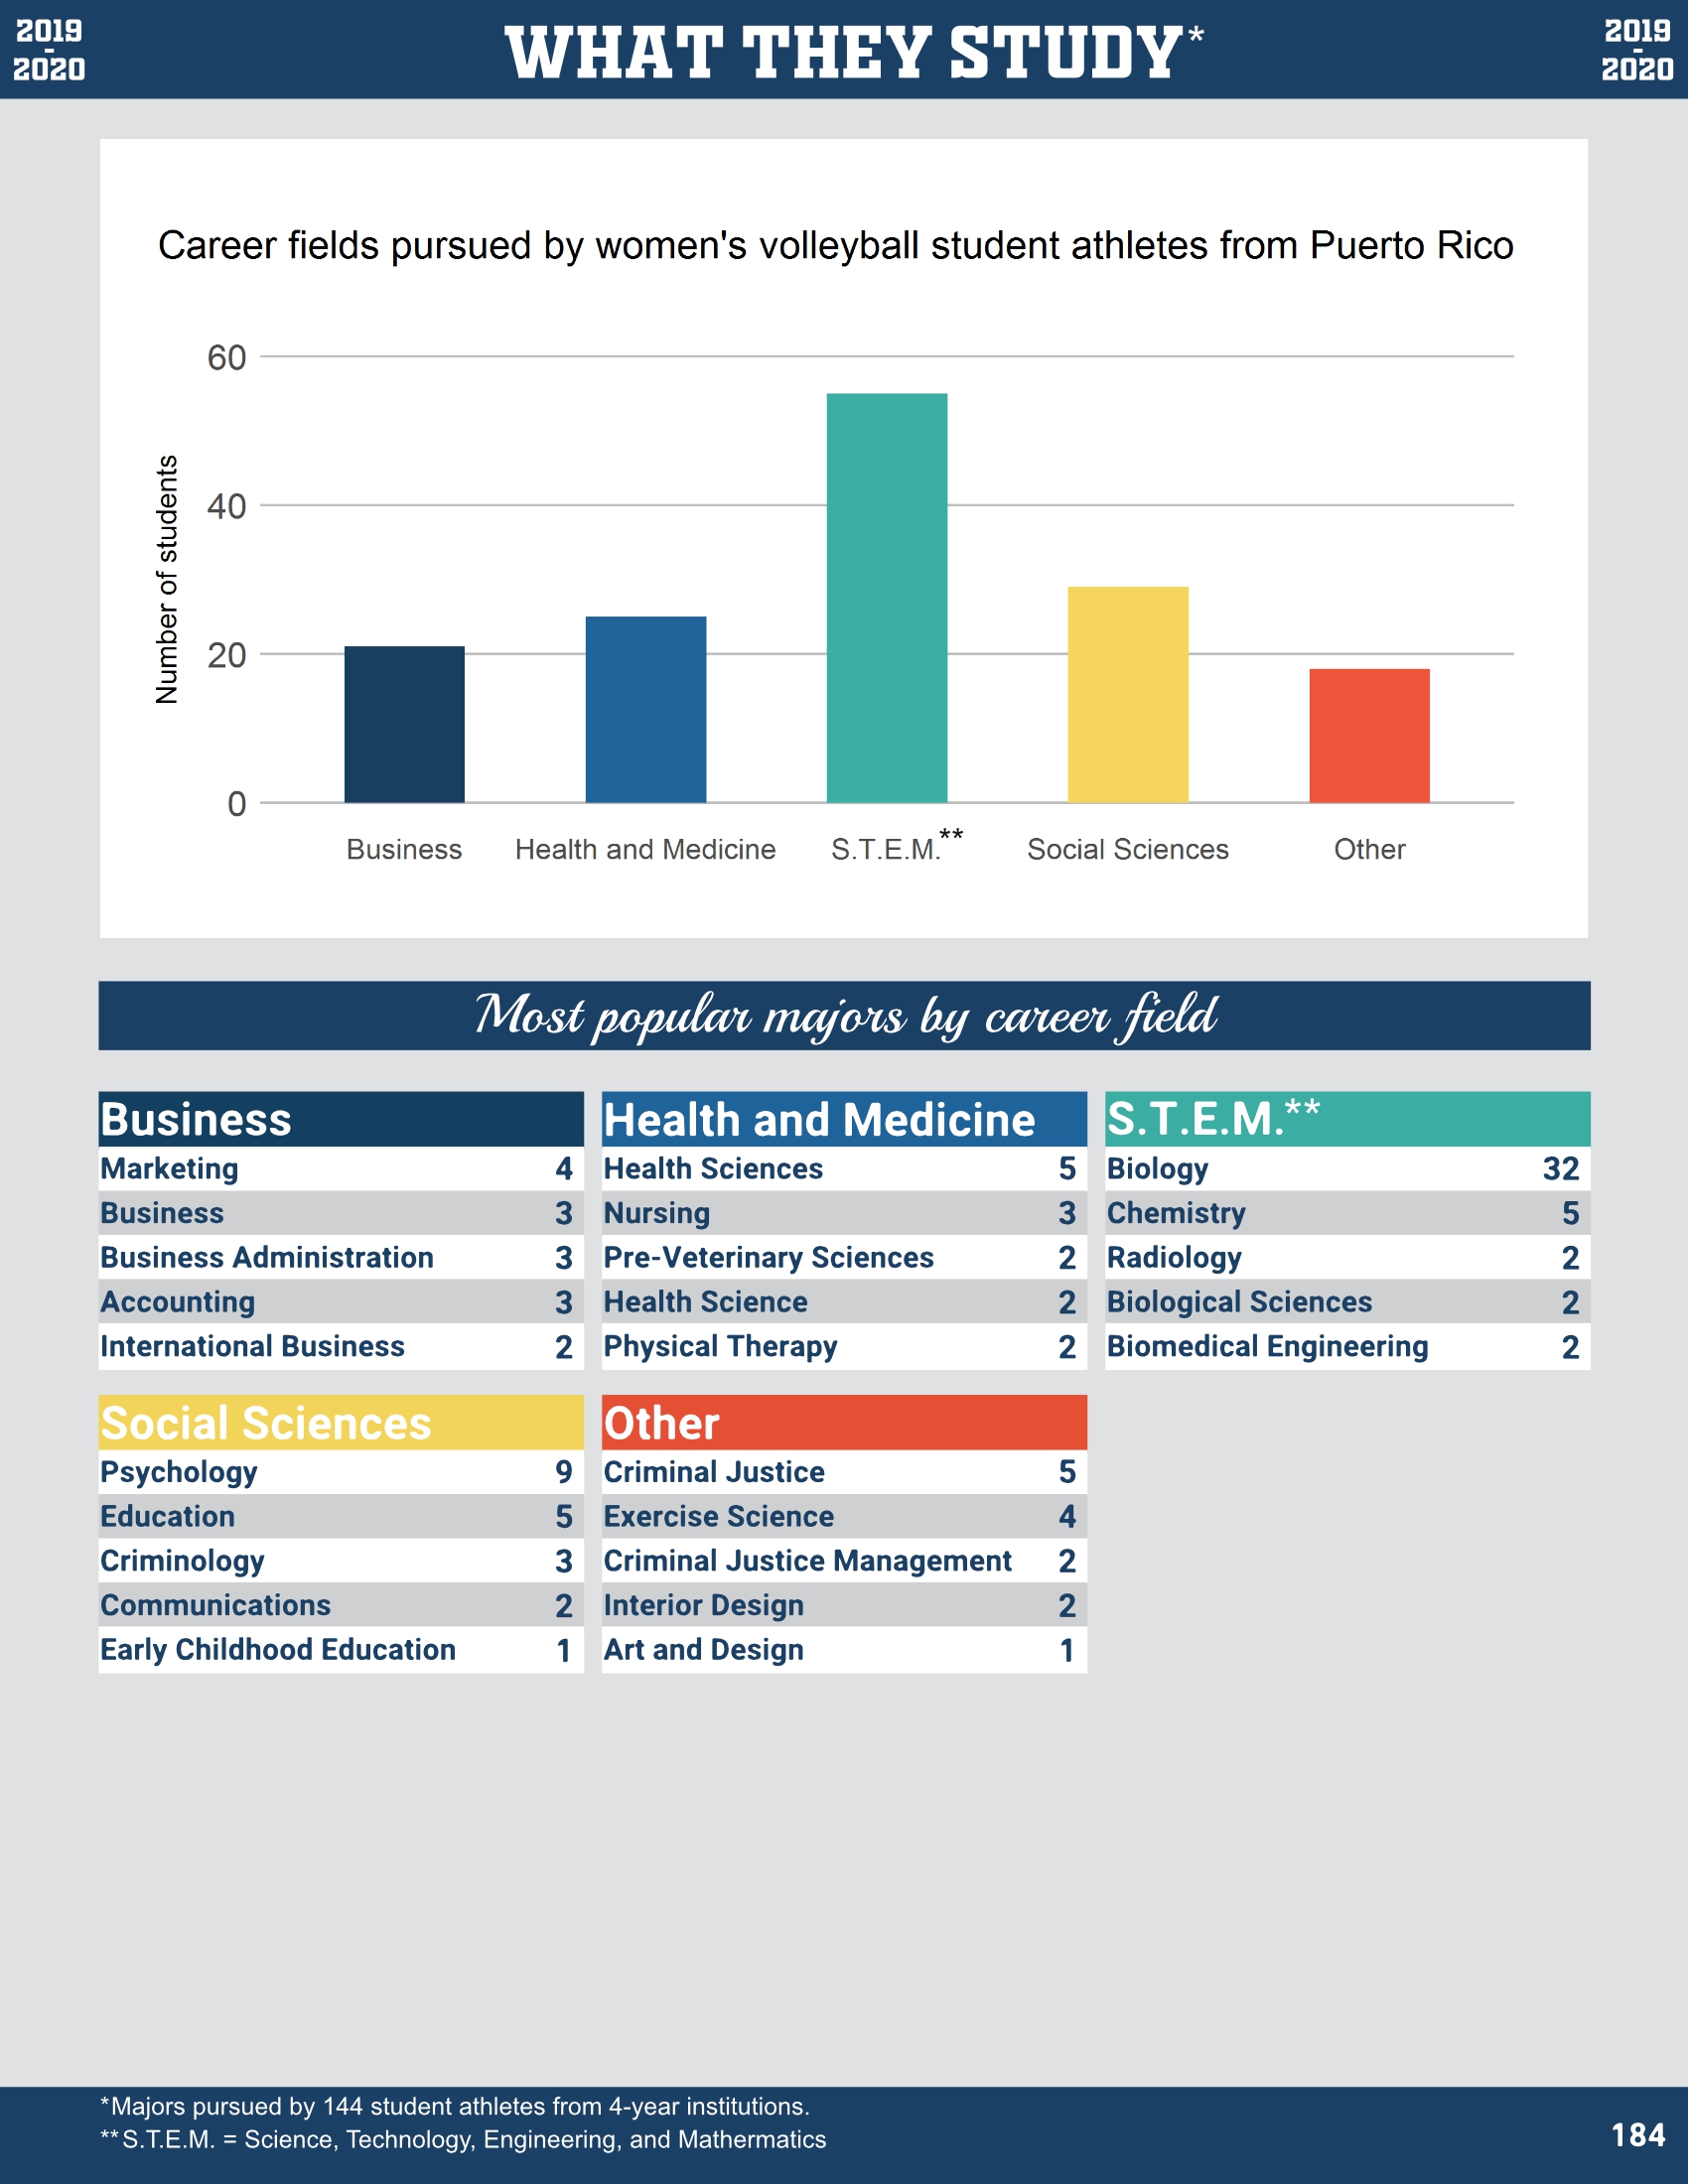 2019
-
2020
WHAT THEY STUDY*
2019
-
2020
Career fields pursued by women's volleyball student athletes from Puerto Rico
Number of students
60
40
20
0
Business Health and Medicine S.T.E.M.** Social Sciences Other
Most popular majors by career field
Business
Marketing 4
Business 3
Business Administration 3
Accounting 3
International Business 2
Health and Medicine
Health Sciences 5
Nursing 3
Pre-Veterinary Sciences 2
Health Science 2
Physical Therapy 2
S.T.E.M.**
Biology 32
Chemistry 5
Radiology 2
Biological Sciences 2
Biomedical Engineering 2
Social Sciences
Psychology 9
Education 5
Criminology 3
Communications 2
Early Childhood Education 1
Other
Criminal Justice 5
Exercise Science 4
Criminal Justice Management 2
Interior Design 2
Art and Design 1
*Majors pursued by 144 student athletes from 4-year institutions.
**S.T.E.M. = Science, Technology, Engineering, and Mathermatics
184